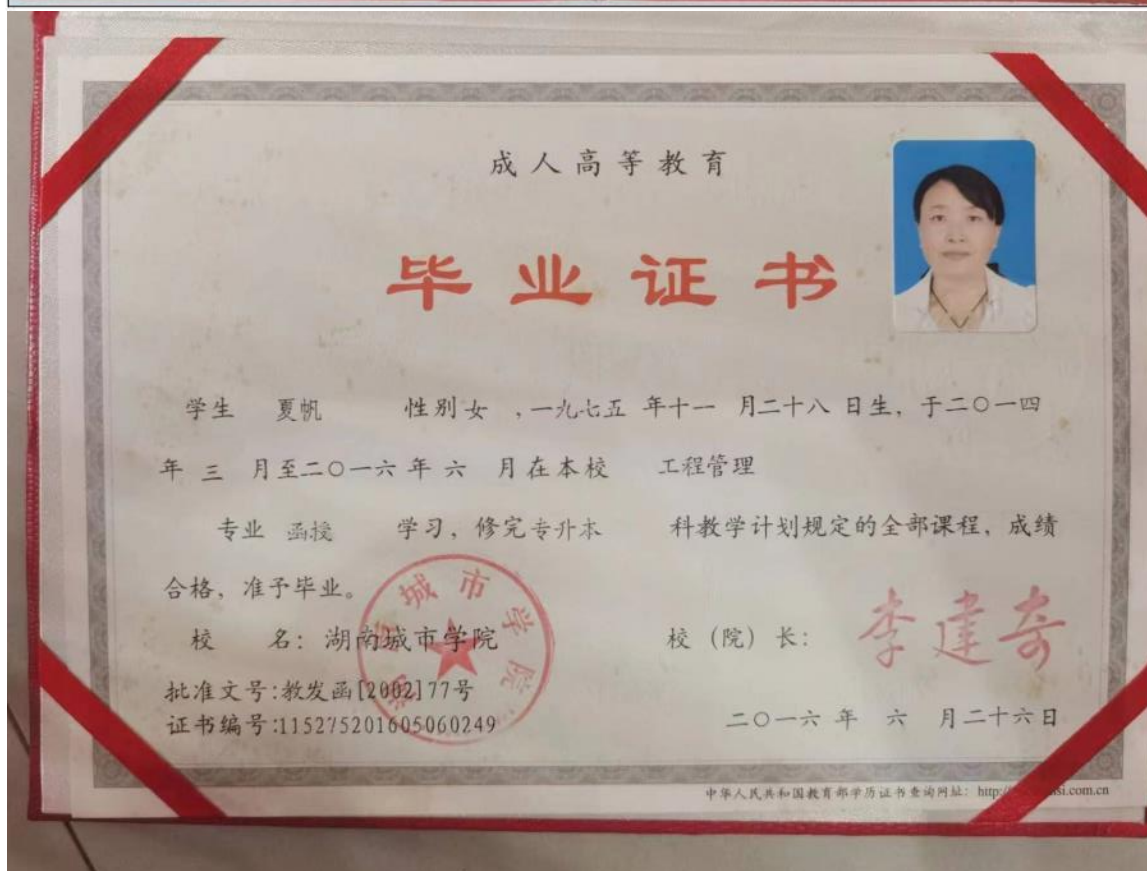 成人高等教育
毕业证书
学生 夏帆 性别女 ,一九七五 年十一 月二十八 日生, 于二〇一四
年 三 月至二〇一六 年 六 月在本校 工程管理
专业 函授 学习, 修完专升本 科教学计划规定的全部课程, 成绩
合格, 准予毕业。
城市学院
校 名: 湖南城市学院 校 (院) 长: 李建奇
批准文号:教发函[2002]77号
证书编号:115275201605060249 二〇一六 年 六 月二十六日
中华人民共和国教育部学历证书查询网址: http:// si.com.cn